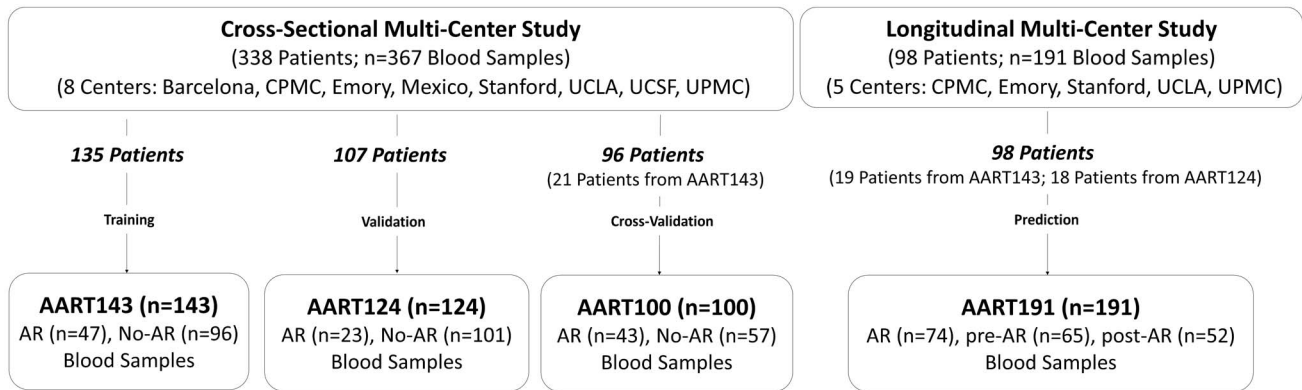 Cross-Sectional Multi-Center Study
(338 Patients; n=367 Blood Samples)
(8 Centers: Barcelona, CPMC, Emory, Mexico, Stanford, UCLA, UCSF, UPMC)
Longitudinal Multi-Center Study
(98 Patients; n=191 Blood Samples)
(5 Centers: CPMC, Emory, Stanford, UCLA, UPMC)
135 Patients
107 Patients
96 Patients
(21 Patients from AART143)
98 Patients
(19 Patients from AART143; 18 Patients from AART124)
Training
Validation
Cross-Validation
Prediction
AART143 (n=143)
AR (n=47), No-AR (n=96)
Blood Samples
AART124 (n=124)
AR (n=23), No-AR (n=101)
Blood Samples
AART100 (n=100)
AR (n=43), No-AR (n=57)
Blood Samples
AART191 (n=191)
AR (n=74), pre-AR (n=65), post-AR (n=52)
Blood Samples